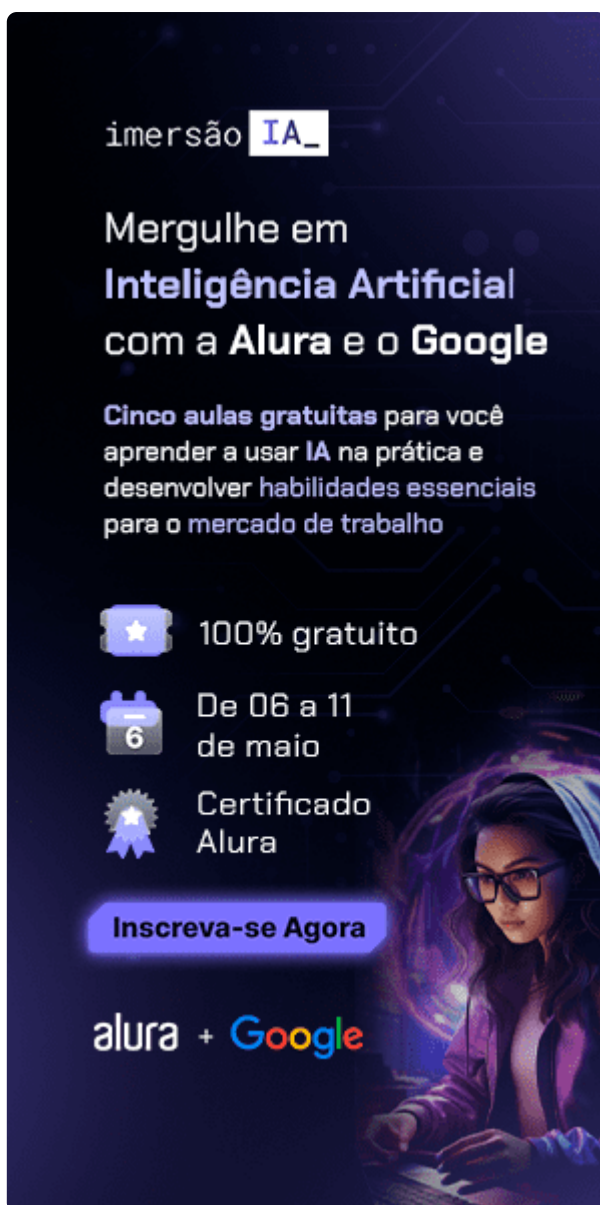 imersão IA_
Mergulhe em
Inteligência Artificial
com a Alura e o Google
Cinco aulas gratuitas para você
aprender a usar IA na prática e
desenvolver habilidades essenciais
para o mercado de trabalho
100% gratuito
6
De 06 a 11
de maio
Certificado
Alura
Inscreva-se Agora
alura + Google